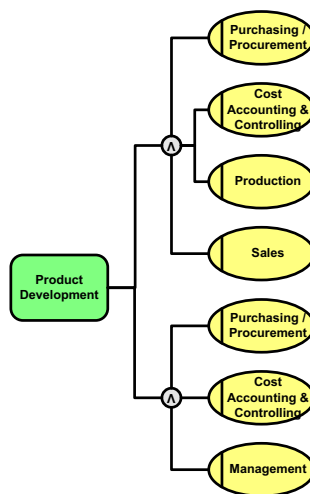 Purchasing /
Procurement
Cost
Accounting &
Controlling
Λ
Production
Sales
Product
Development
Purchasing /
Procurement
Cost
Accounting &
Controlling
Λ
Management